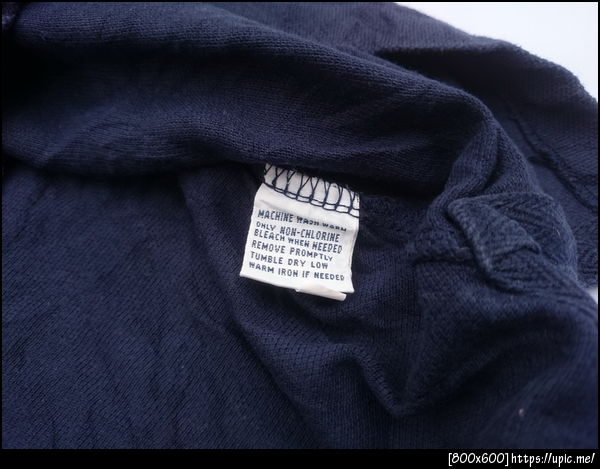 MACHINE WASH WARM
ONLY NON-CHLORINE
BLEACH WHEN NEEDED
REMOVE PROMPTLY
TUMBLE DRY LOW
WARM IRON IF NEEDED
[800x600]https://upic.me/